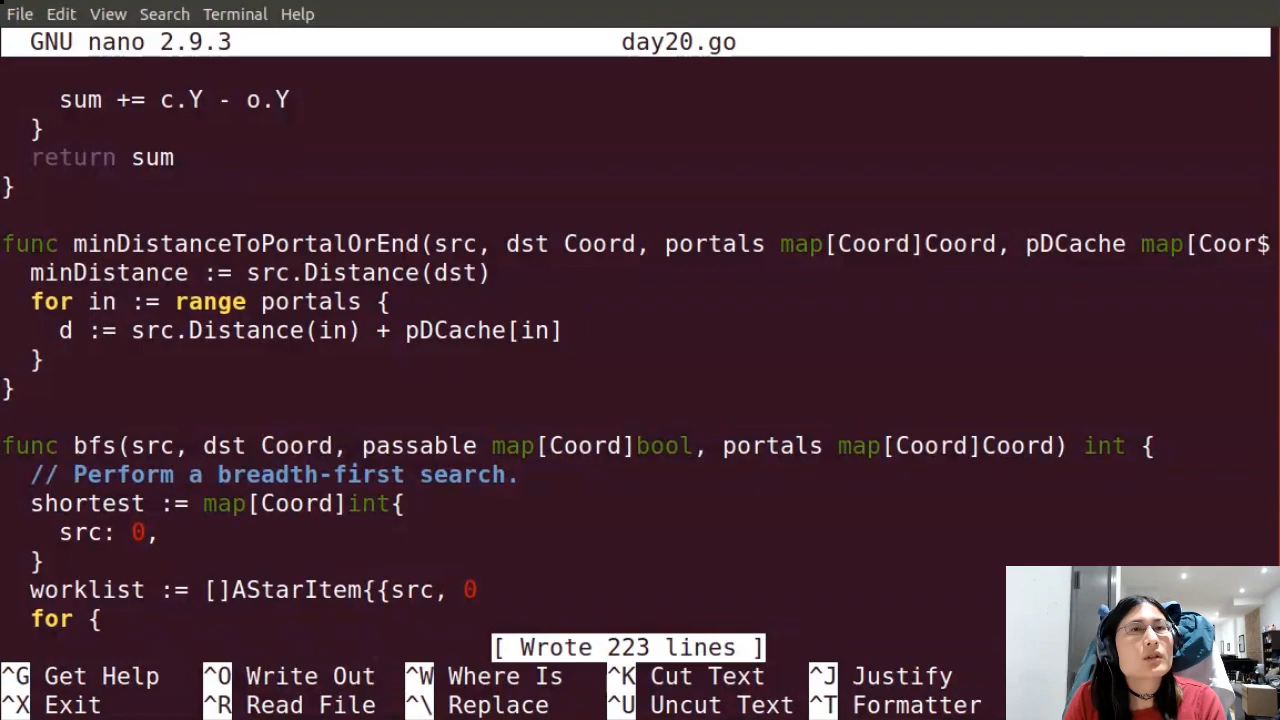 File Edit View Search Terminal Help
GNU nano 2.9.3 day20.go
sum += c.Y - o.Y
}
return sum
}
func minDistanceToPortalOrEnd(src, dst Coord, portals map[Coord]Coord, pDCache map[Coor$
minDistance := src.Distance(dst)
for in := range portals {
d := src.Distance(in) + pDCache[in]
}
}
func bfs(src, dst Coord, passable map[Coord]bool, portals map[Coord]Coord) int {
// Perform a breadth-first search.
shortest := map[Coord]int{
src: 0,
}
worklist := []AStarItem{{src, 0
for {
[ Wrote 223 lines ]
^G Get Help ^O Write Out ^W Where Is ^K Cut Text ^J Justify
^X Exit ^R Read File ^\ Replace ^U Uncut Text ^T Formatter